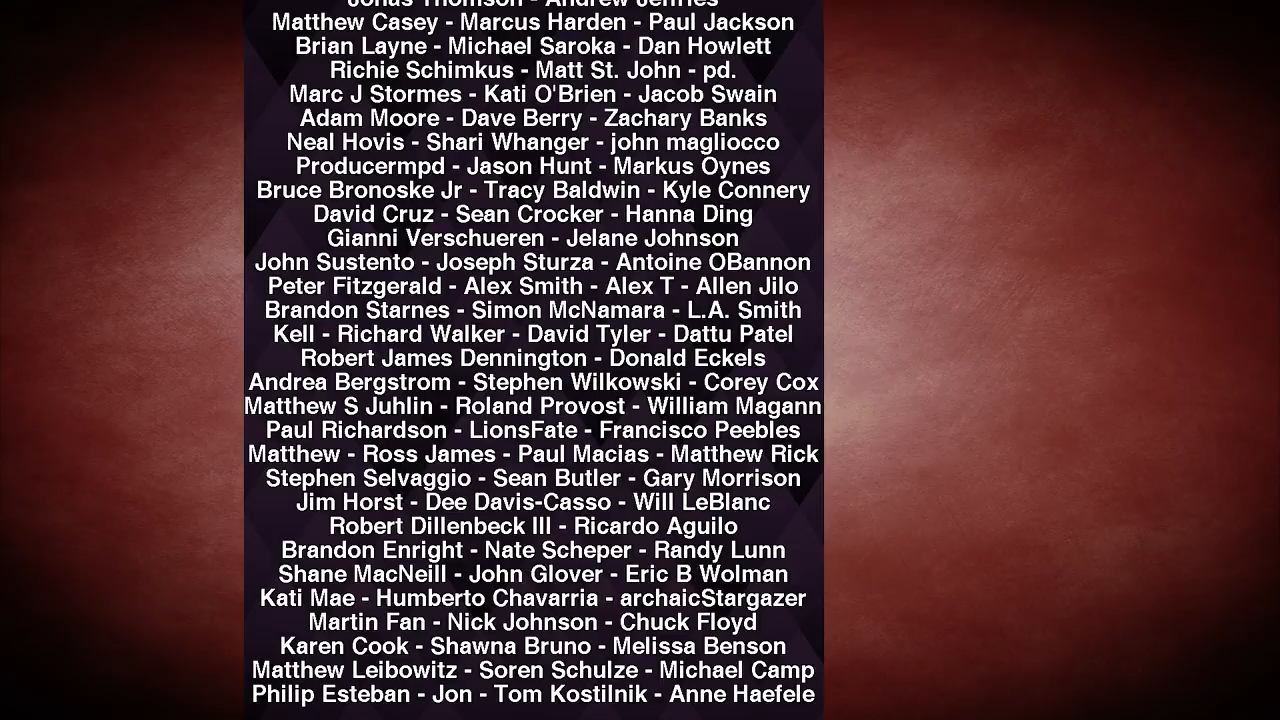 Jonas Thomson - Andrew Jeffries
Matthew Casey - Marcus Harden - Paul Jackson
Brian Layne - Michael Saroka - Dan Howlett
Richie Schimkus - Matt St. John - pd.
Marc J Stormes - Kati O'Brien - Jacob Swain
Adam Moore - Dave Berry - Zachary Banks
Neal Hovis - Shari Whanger - john magliocco
Producermpd - Jason Hunt - Markus Oynes
Bruce Bronoske Jr - Tracy Baldwin - Kyle Connery
David Cruz - Sean Crocker - Hanna Ding
Gianni Verschueren - Jelane Johnson
John Sustento - Joseph Sturza - Antoine OBannon
Peter Fitzgerald - Alex Smith - Alex T - Allen Jilo
Brandon Starnes - Simon McNamara - L.A. Smith
Kell - Richard Walker - David Tyler - Dattu Patel
Robert James Dennington - Donald Eckels
Andrea Bergstrom - Stephen Wilkowski - Corey Cox
Matthew S Juhlin - Roland Provost - William Magann
Paul Richardson - LionsFate - Francisco Peebles
Matthew - Ross James - Paul Macias - Matthew Rick
Stephen Selvaggio - Sean Butler - Gary Morrison
Jim Horst - Dee Davis-Casso - Will LeBlanc
Robert Dillenbeck III - Ricardo Aguilo
Brandon Enright - Nate Scheper - Randy Lunn
Shane MacNeill - John Glover - Eric B Wolman
Kati Mae - Humberto Chavarria - archaicStargazer
Martin Fan - Nick Johnson - Chuck Floyd
Karen Cook - Shawna Bruno - Melissa Benson
Matthew Leibowitz - Soren Schulze - Michael Camp
Philip Esteban - Jon - Tom Kostilnik - Anne Haefele